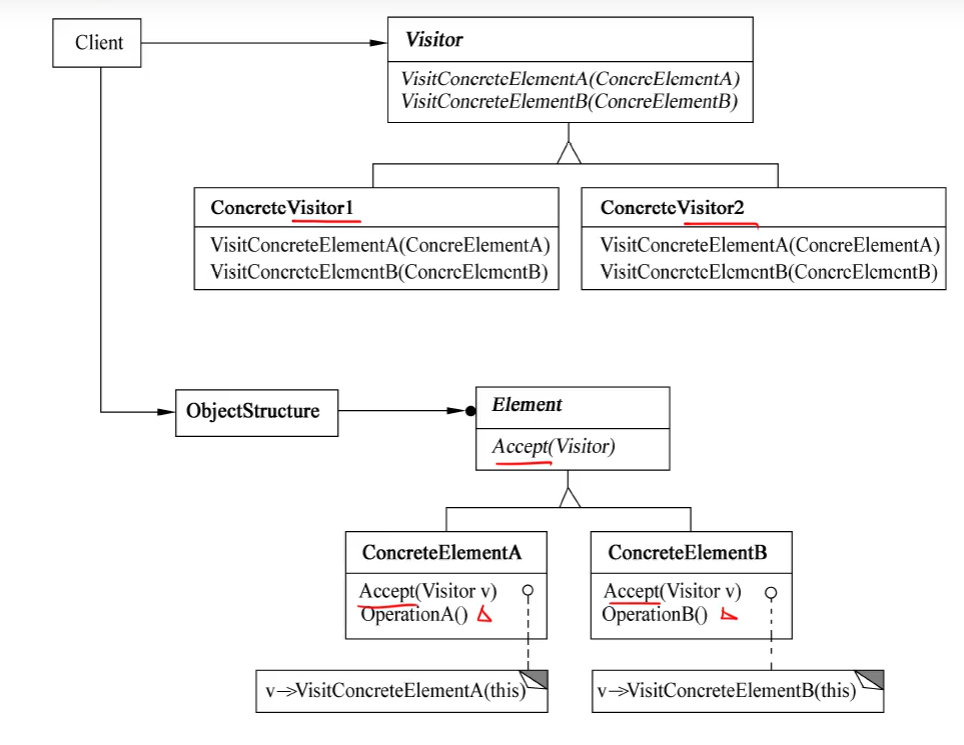 Client
Visitor
VisitConcreteElementA(ConcreElementA)
VisitConcreteElementB(ConcreElementB)
ConcreteVisitor1
VisitConcreteElementA(ConcreElementA)
VisitConcreteElementB(ConcreElementB)
ConcreteVisitor2
VisitConcreteElementA(ConcreElementA)
VisitConcreteElementB(ConcreElementB)
ObjectStructure
Element
Accept(Visitor)
ConcreteElementA
Accept(Visitor v)
OperationA()
ConcreteElementB
Accept(Visitor v)
OperationB()
v->VisitConcreteElementA(this)
v->VisitConcreteElementB(this)